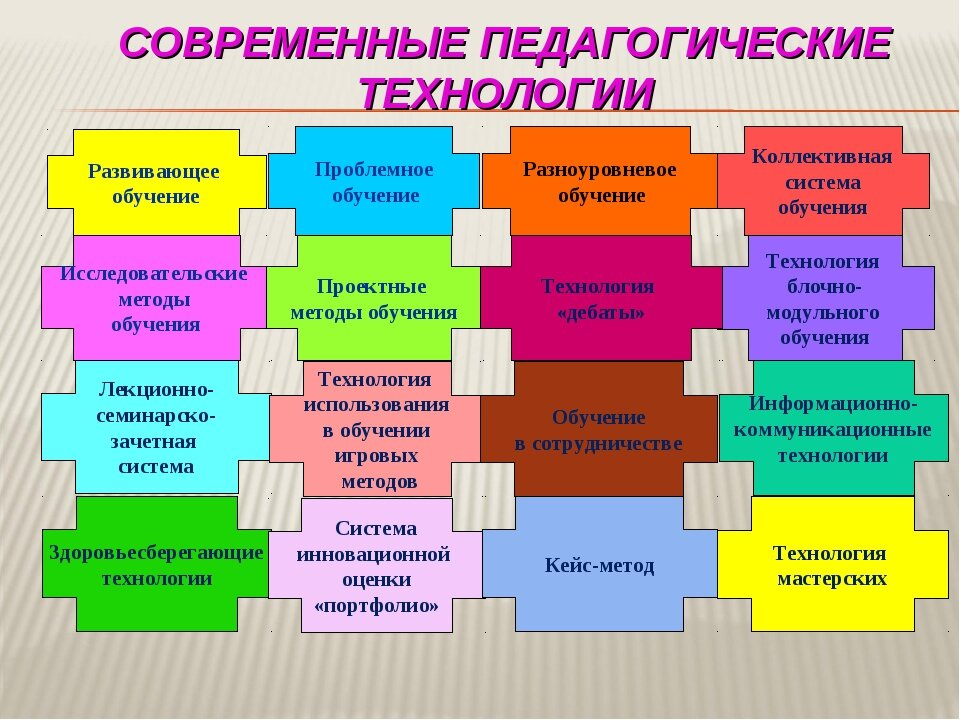 СОВРЕМЕННЫЕ ПЕДАГОГИЧЕСКИЕ
ТЕХНОЛОГИИ
Развивающее
обучение
Проблемное
обучение
Разноуровневое
обучение
Коллективная
система
обучения
Исследовательские
методы
обучения
Проектные
методы обучения
Технология
«дебаты»
Технология
блочно-
модульного
обучения
Лекционно-
семинарско-
зачетная
система
Технология
использования
в обучении
игровых
методов
Обучение
в сотрудничестве
Информационно-
коммуникационные
технологии
Здоровьесберегающие
технологии
Система
инновационной
оценки
«портфолио»
Кейс-метод
Технология
мастерских